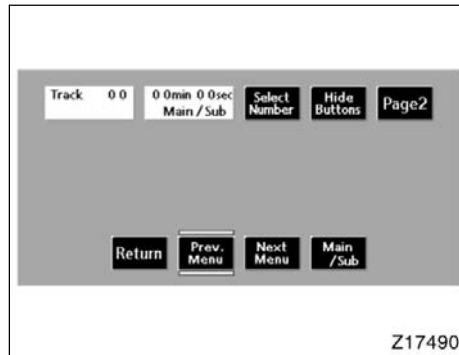 Track 0 0
0 0min 0 0sec
Main / Sub
Select
Number
Hide
Buttons
Page2
Return
Prev.
Menu
Next
Menu
Main
/Sub
Z17490